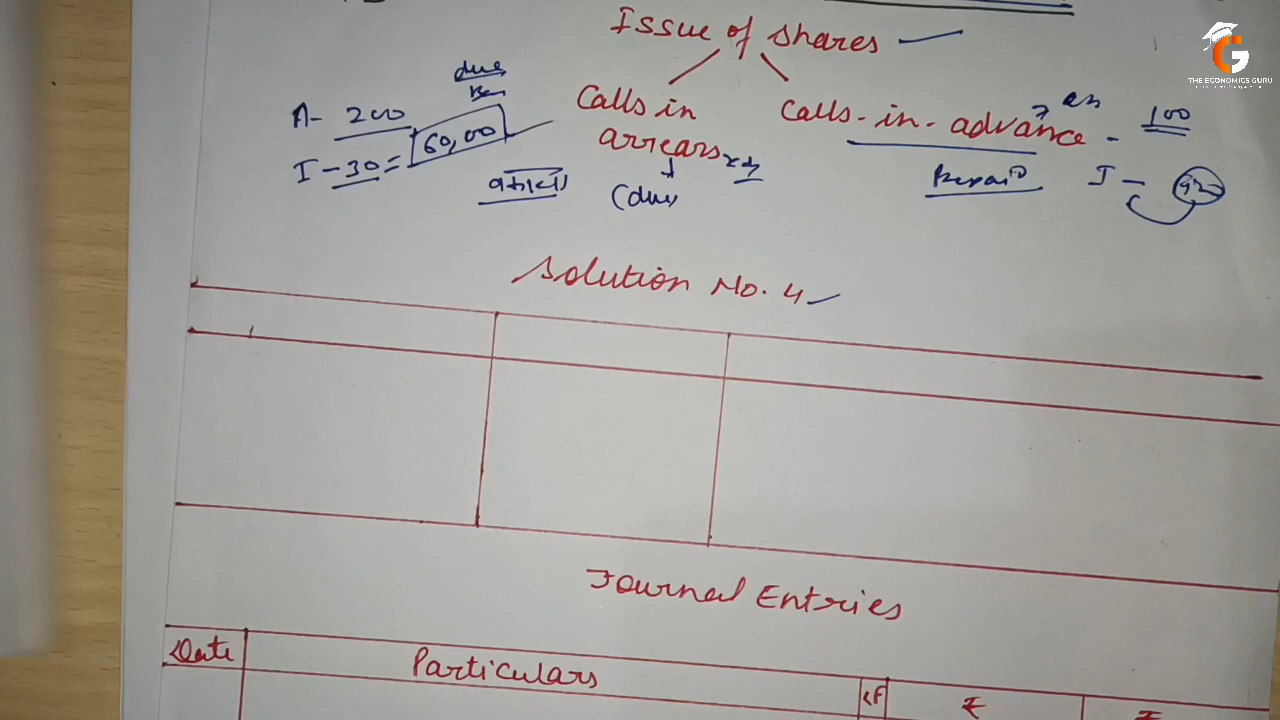 Issue of shares
Calls in
arrears
Calls-in-advance -
100
due
A- 200
I - 30 = 60,00
(due)
I -
Solution No. 4
Journal Entries
Date
Particulars
LF
₹
₹
G
THE ECONOMICS GURU